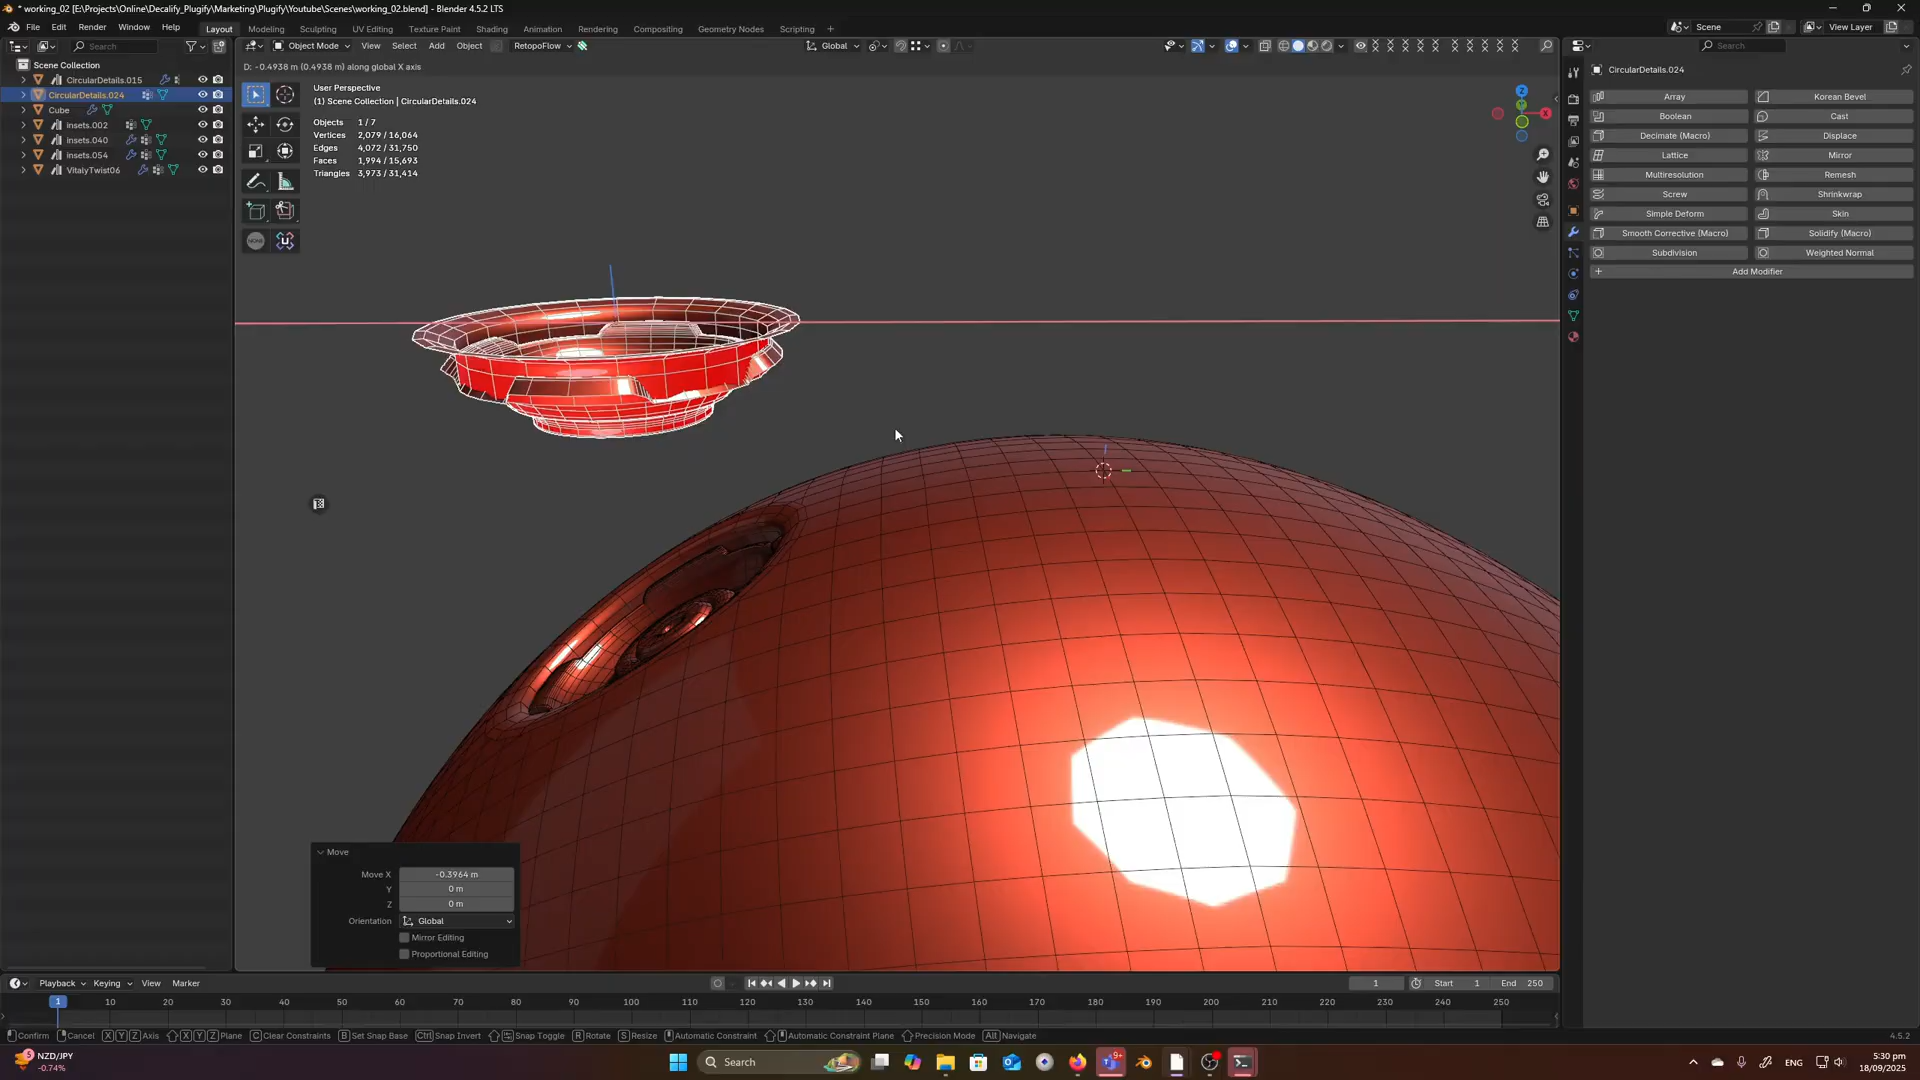 * working_02 [E:\Projects\Online\Decalify_Plugify\Marketing\Plugify\Youtube\Scenes\working_02.blend] - Blender 4.5.2 LTS
File Edit Render Window Help Layout Modeling Sculpting UV Editing Texture Paint Shading Animation Rendering Compositing Geometry Nodes Scripting + Scene View Layer
Search Object Mode View Select Add Object RetopoFlow Global Search
Scene Collection
CircularDetails.015
CircularDetails.024
Cube
insets.002
insets.040
insets.054
VitalyTwist06
D: -0.4938 m (0.4938 m) along global X axis
User Perspective
(1) Scene Collection | CircularDetails.024
Objects 1 / 7
Vertices 2,079 / 16,064
Edges 4,072 / 31,750
Faces 1,994 / 15,693
Triangles 3,973 / 31,414
NONE
Z
Y
X
CircularDetails.024
Array Korean Bevel
Boolean Cast
Decimate (Macro) Displace
Lattice Mirror
Multiresolution Remesh
Screw Shrinkwrap
Simple Deform Skin
Smooth Corrective (Macro) Solidify (Macro)
Subdivision Weighted Normal
+ Add Modifier
Move
Move X -0.3964 m
Y 0 m
Z 0 m
Orientation Global
Mirror Editing
Proportional Editing
Playback Keying View Marker 1 Start 1 End 250
1 10 20 30 40 50 60 70 80 90 100 110 120 130 140 150 160 170 180 190 200 210 220 230 240 250
Confirm Cancel X Y Z Axis X Y Z Plane C Clear Constraints B Set Snap Base Ctrl Snap Invert Snap Toggle R Rotate S Resize Automatic Constraint Automatic Constraint Plane Precision Mode Alt Navigate 4.5.2
NZD/JPY
-0.74%
Search
9+
ENG
5:30 pm
18/09/2025